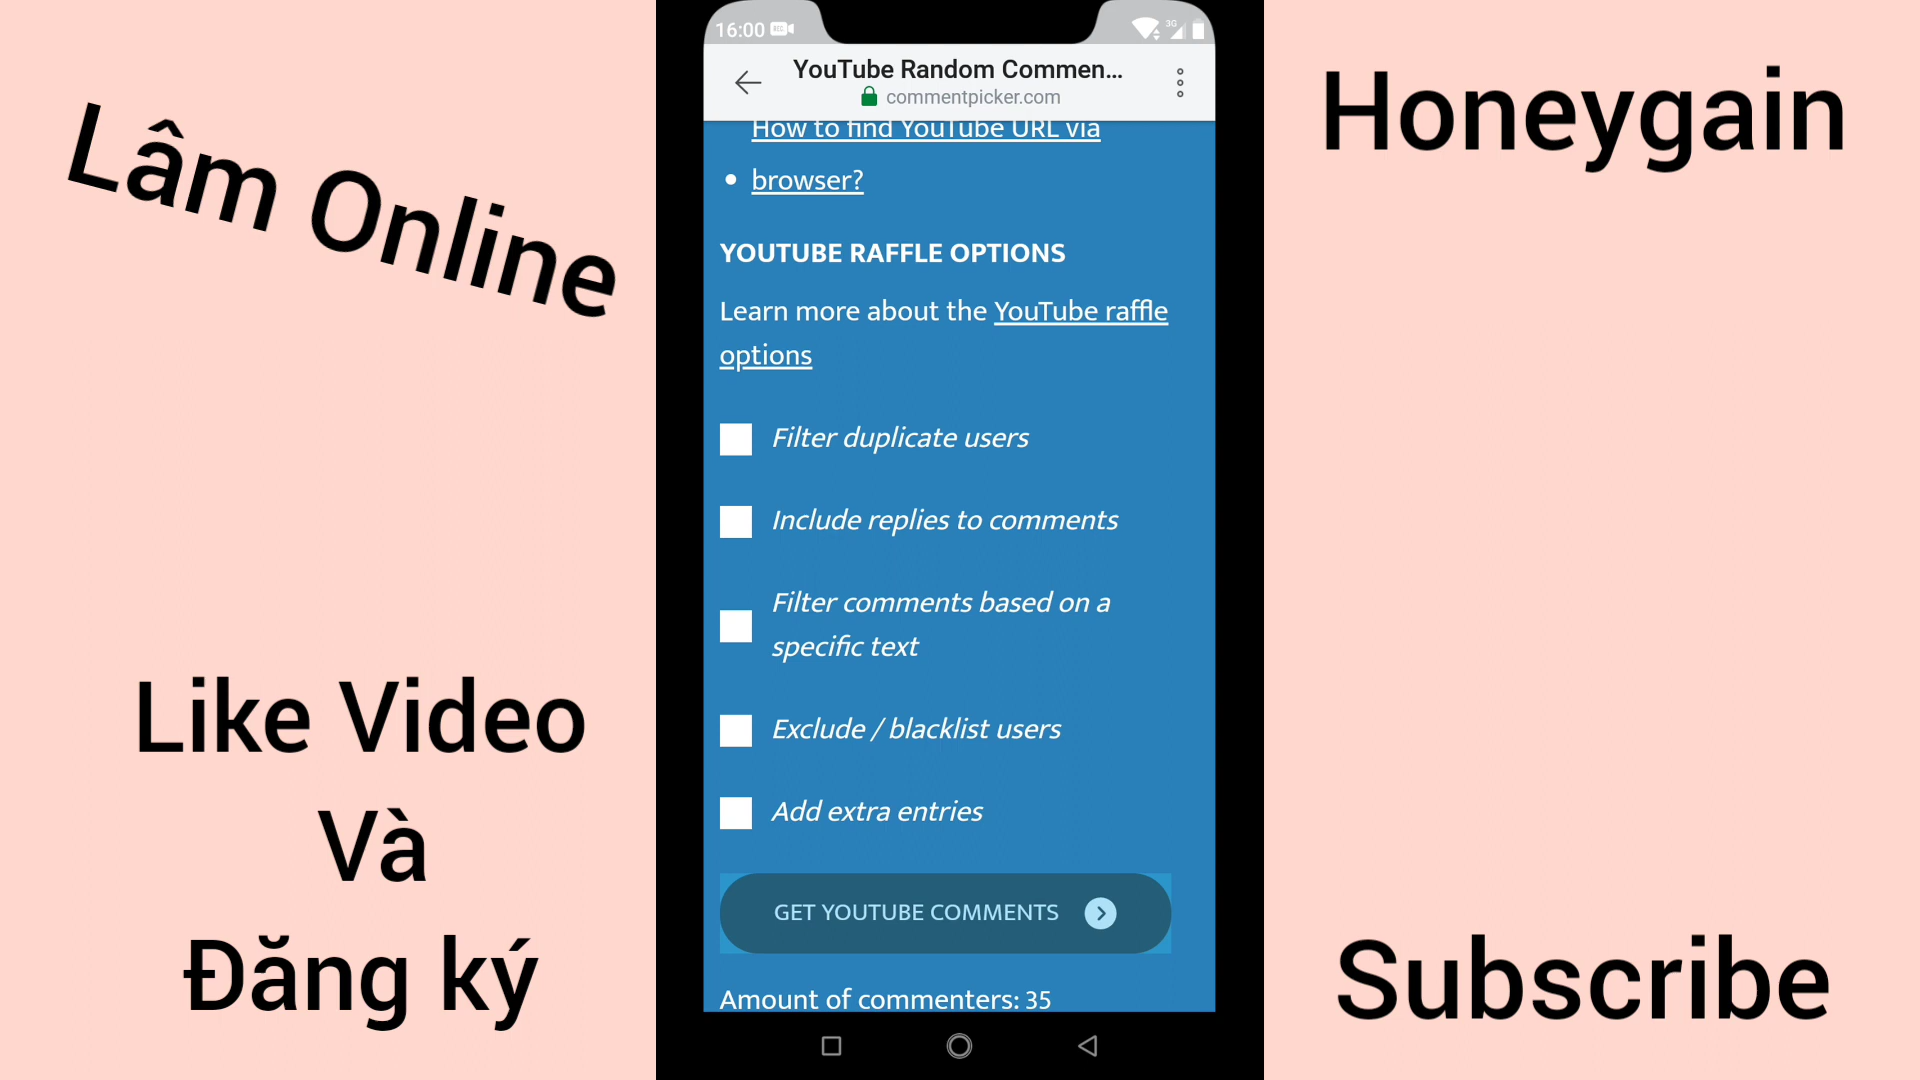 Lâm Online
Like Video
Và
Đăng ký
16:00
REC
3G
YouTube Random Commen...
commentpicker.com
How to find YouTube URL via
browser?
YOUTUBE RAFFLE OPTIONS
Learn more about the YouTube raffle
options
Filter duplicate users
Include replies to comments
Filter comments based on a
specific text
Exclude / blacklist users
Add extra entries
GET YOUTUBE COMMENTS
Amount of commenters: 35
Honeygain
Subscribe